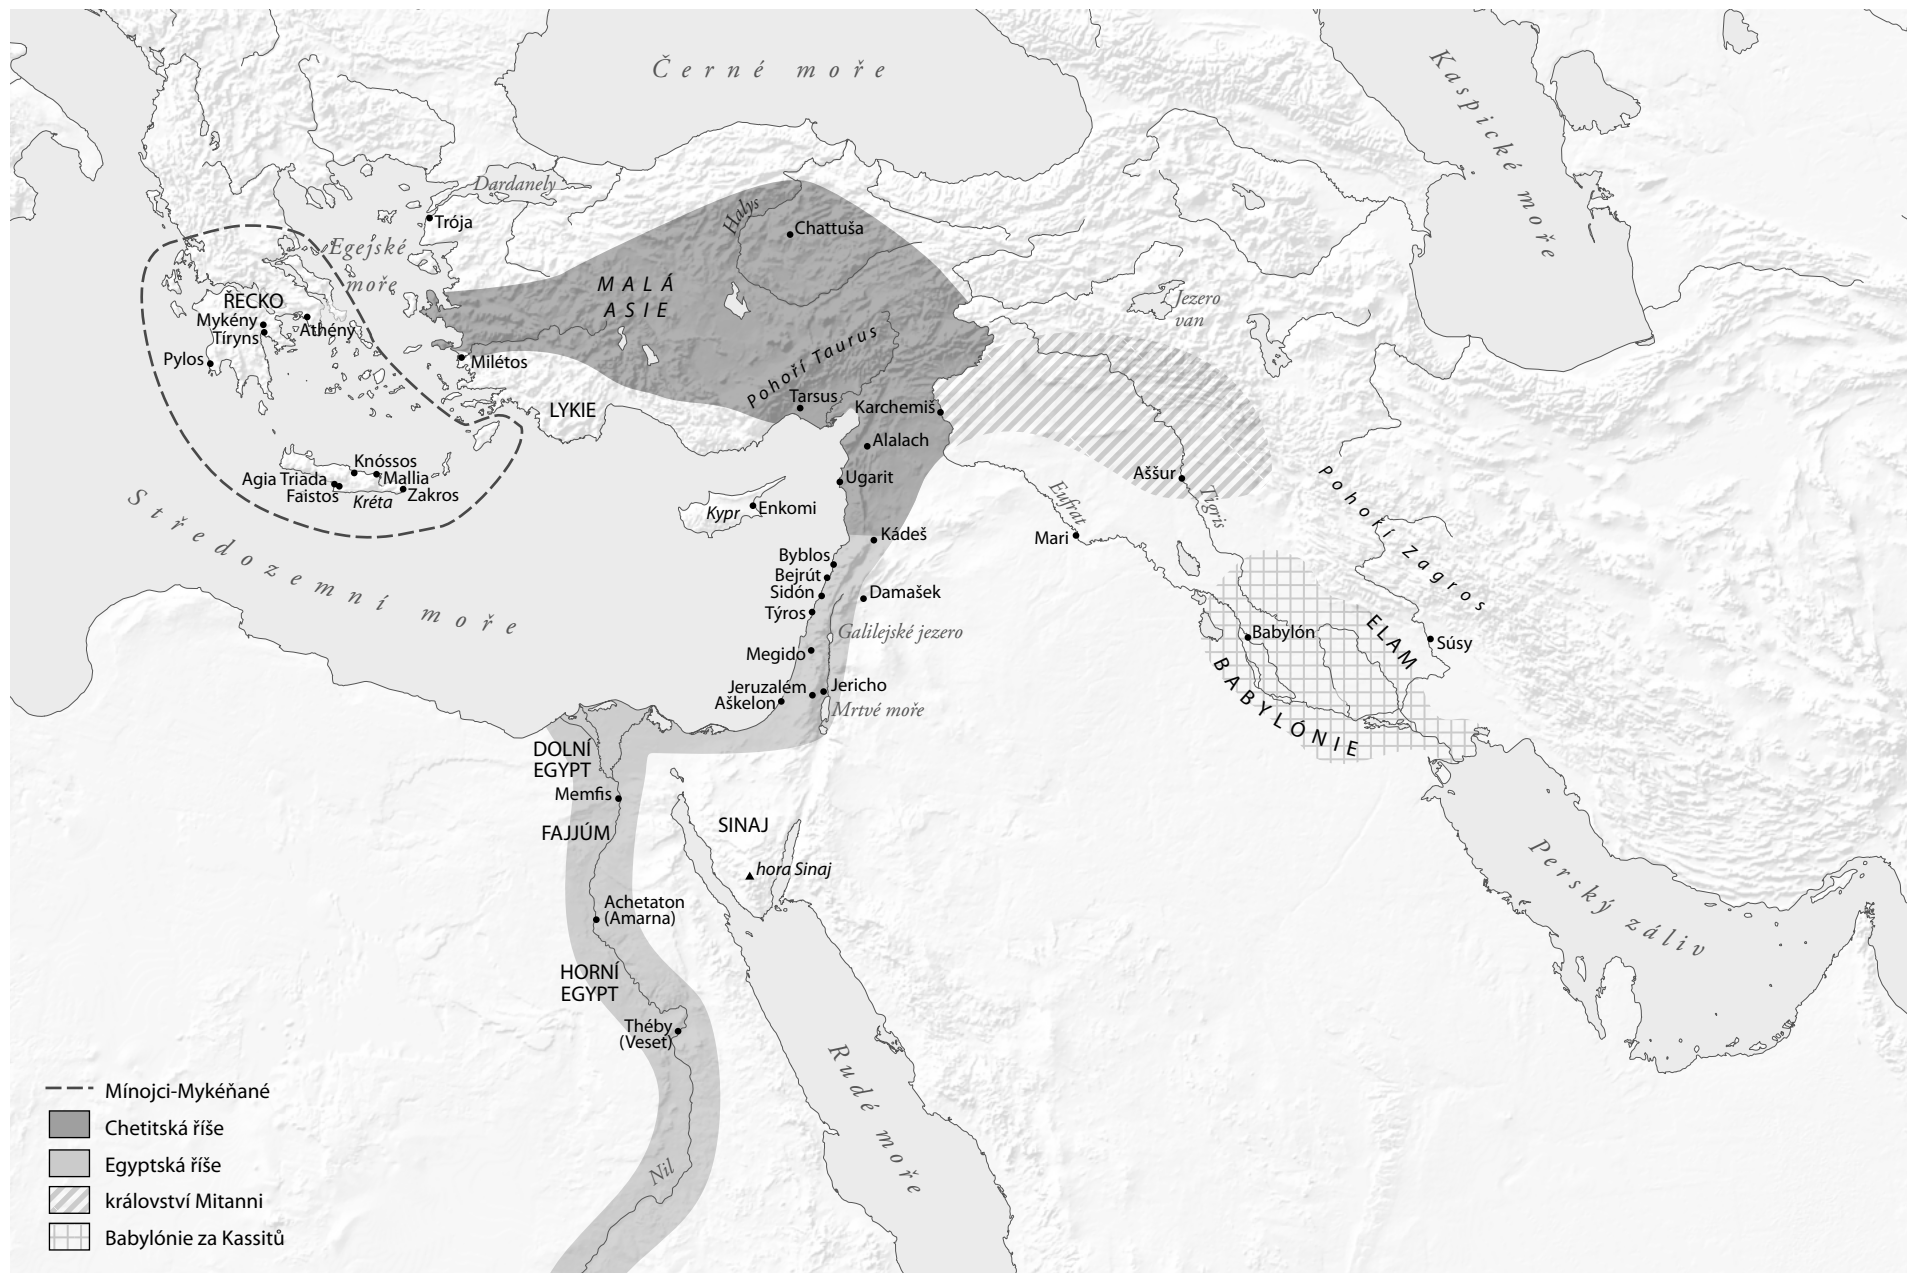 Černé moře
Kaspické moře
Dardanely
Trója
Halys
Chattuša
Egejské
moře
MALÁ
ASIE
Jezero
van
ŘECKO
Mykény
Tíryns
Athény
Pylos
Milétos
Pohoří Taurus
LYKIE
Tarsus
Karchemiš
Alalach
Knóssos
Agia Triada
Mallia
Faistos
Zakros
Kréta
Ugarit
Aššur
Pohoří Zagros
Eufrat
Tigris
Středozemní moře
Kypr
Enkomi
Kádeš
Mari
Byblos
Bejrút
Sidón
Damašek
Týros
Galilejské jezero
Babylón
ELAM
Súsy
Megido
BABYLÓNIE
Jeruzalém
Jericho
Aškelon
Mrtvé moře
DOLNÍ
EGYPT
Memfis
FAJJÚM
SINAJ
hora Sinaj
Perský záliv
Achetaton
(Amarna)
HORNÍ
EGYPT
Théby
(Veset)
Rudé moře
Nil
Mínojci-Mykéňané
Chetitská říše
Egyptská říše
království Mitanni
Babylónie za Kassitů